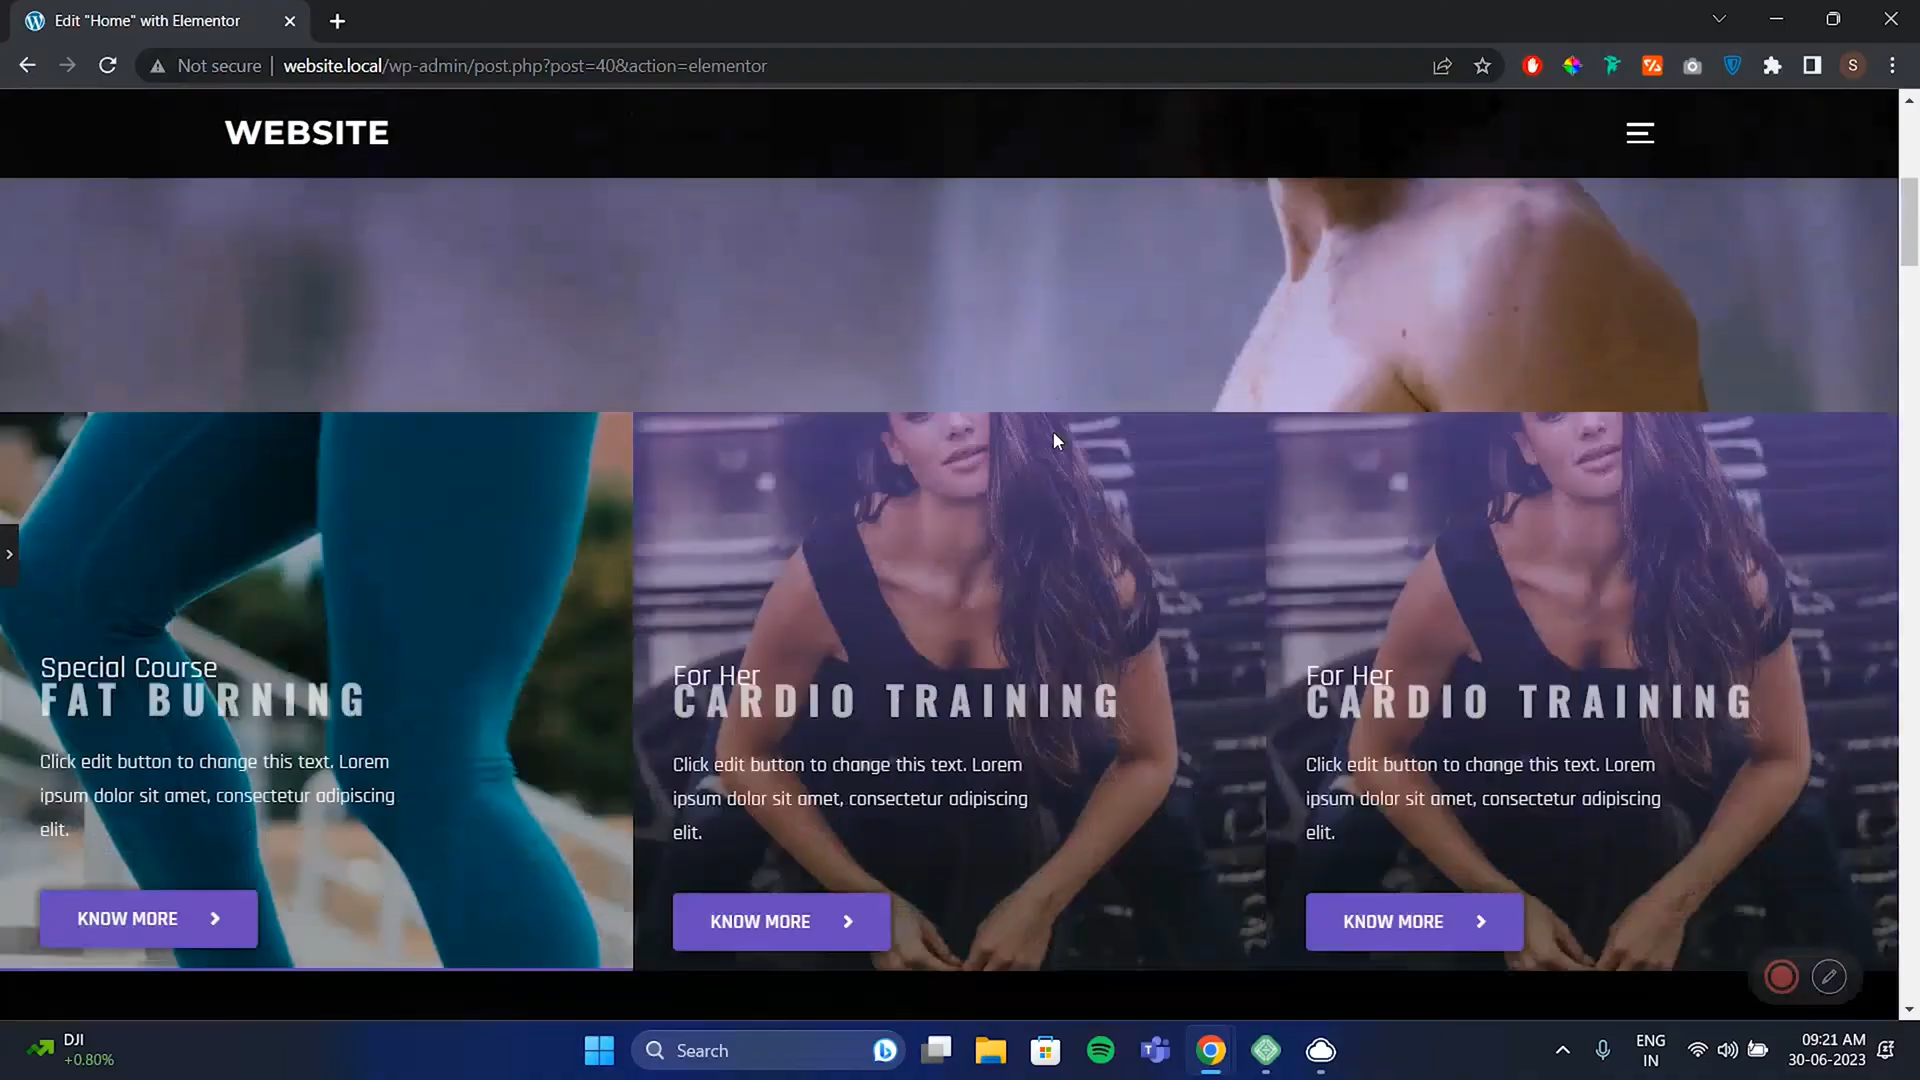 Edit "Home" with Elementor
Not secure
website.local/wp-admin/post.php?post=40&action=elementor
S
WEBSITE
Special Course
FAT BURNING
Click edit button to change this text. Lorem
ipsum dolor sit amet, consectetur adipiscing
elit.
KNOW MORE
For Her
CARDIO TRAINING
Click edit button to change this text. Lorem
ipsum dolor sit amet, consectetur adipiscing
elit.
KNOW MORE
For Her
CARDIO TRAINING
Click edit button to change this text. Lorem
ipsum dolor sit amet, consectetur adipiscing
elit.
KNOW MORE
DJI
+0.80%
Search
ENG
IN
09:21 AM
30-06-2023